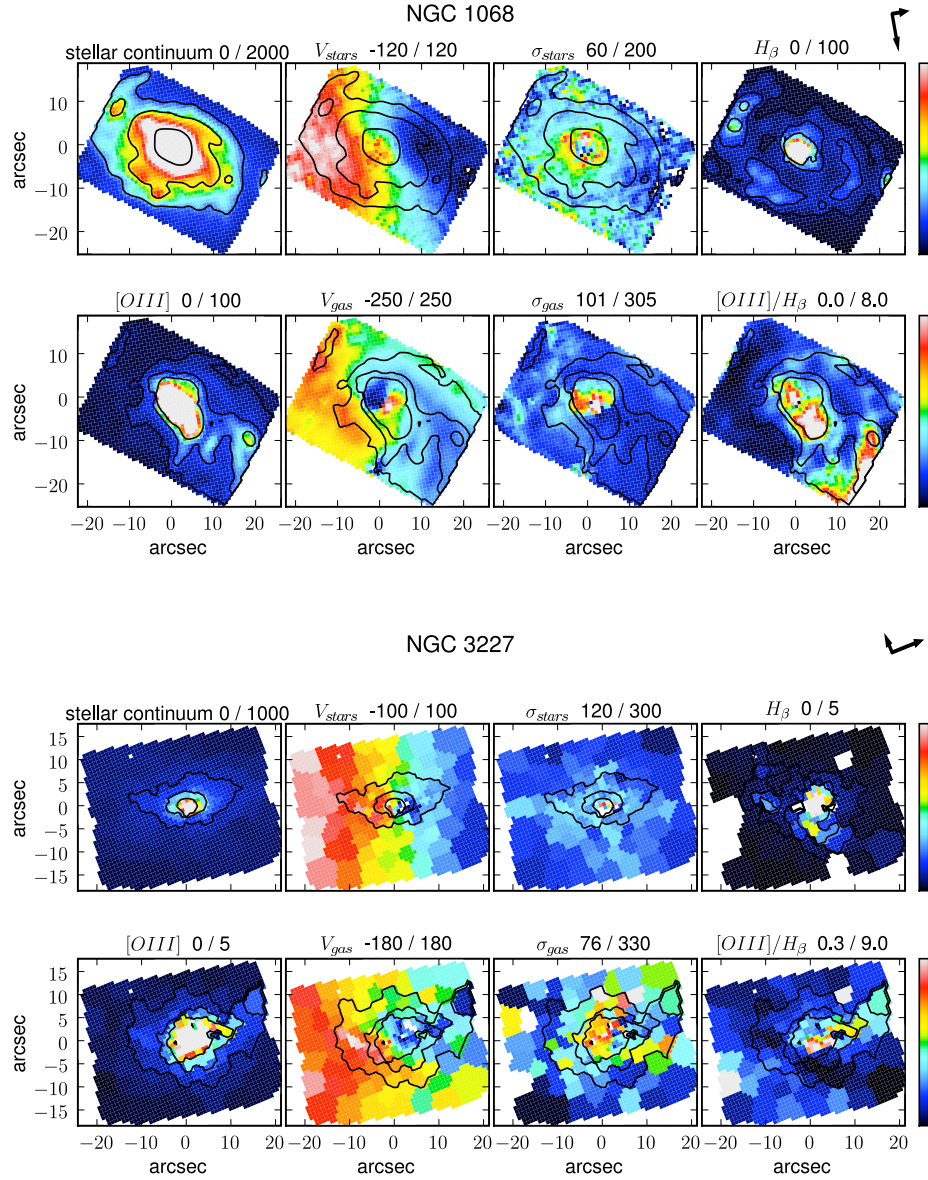 NGC 1068
stellar continuum 0/2000
V_stars -120 / 120
σ_stars 60 / 200
H_β 0 / 100
arcsec
10
0
−10
−20
[OIII] 0 / 100
V_gas -250 / 250
σ_gas 101 / 305
[OIII]/H_β 0.0 / 8.0
arcsec
10
0
−10
−20
−20 −10 0 10 20 −20 −10 0 10 20 −20 −10 0 10 20 −20 −10 0 10 20
arcsec arcsec arcsec arcsec
NGC 3227
stellar continuum 0 / 1000
V_stars -100 / 100
σ_stars 120 / 300
H_β 0 / 5
arcsec
15
10
5
0
−5
−10
−15
[OIII] 0 / 5
V_gas -180 / 180
σ_gas 76 / 330
[OIII]/H_β 0.3 / 9.0
arcsec
15
10
5
0
−5
−10
−15
−20 −10 0 10 20 −20 −10 0 10 20 −20 −10 0 10 20 −20 −10 0 10 20
arcsec arcsec arcsec arcsec